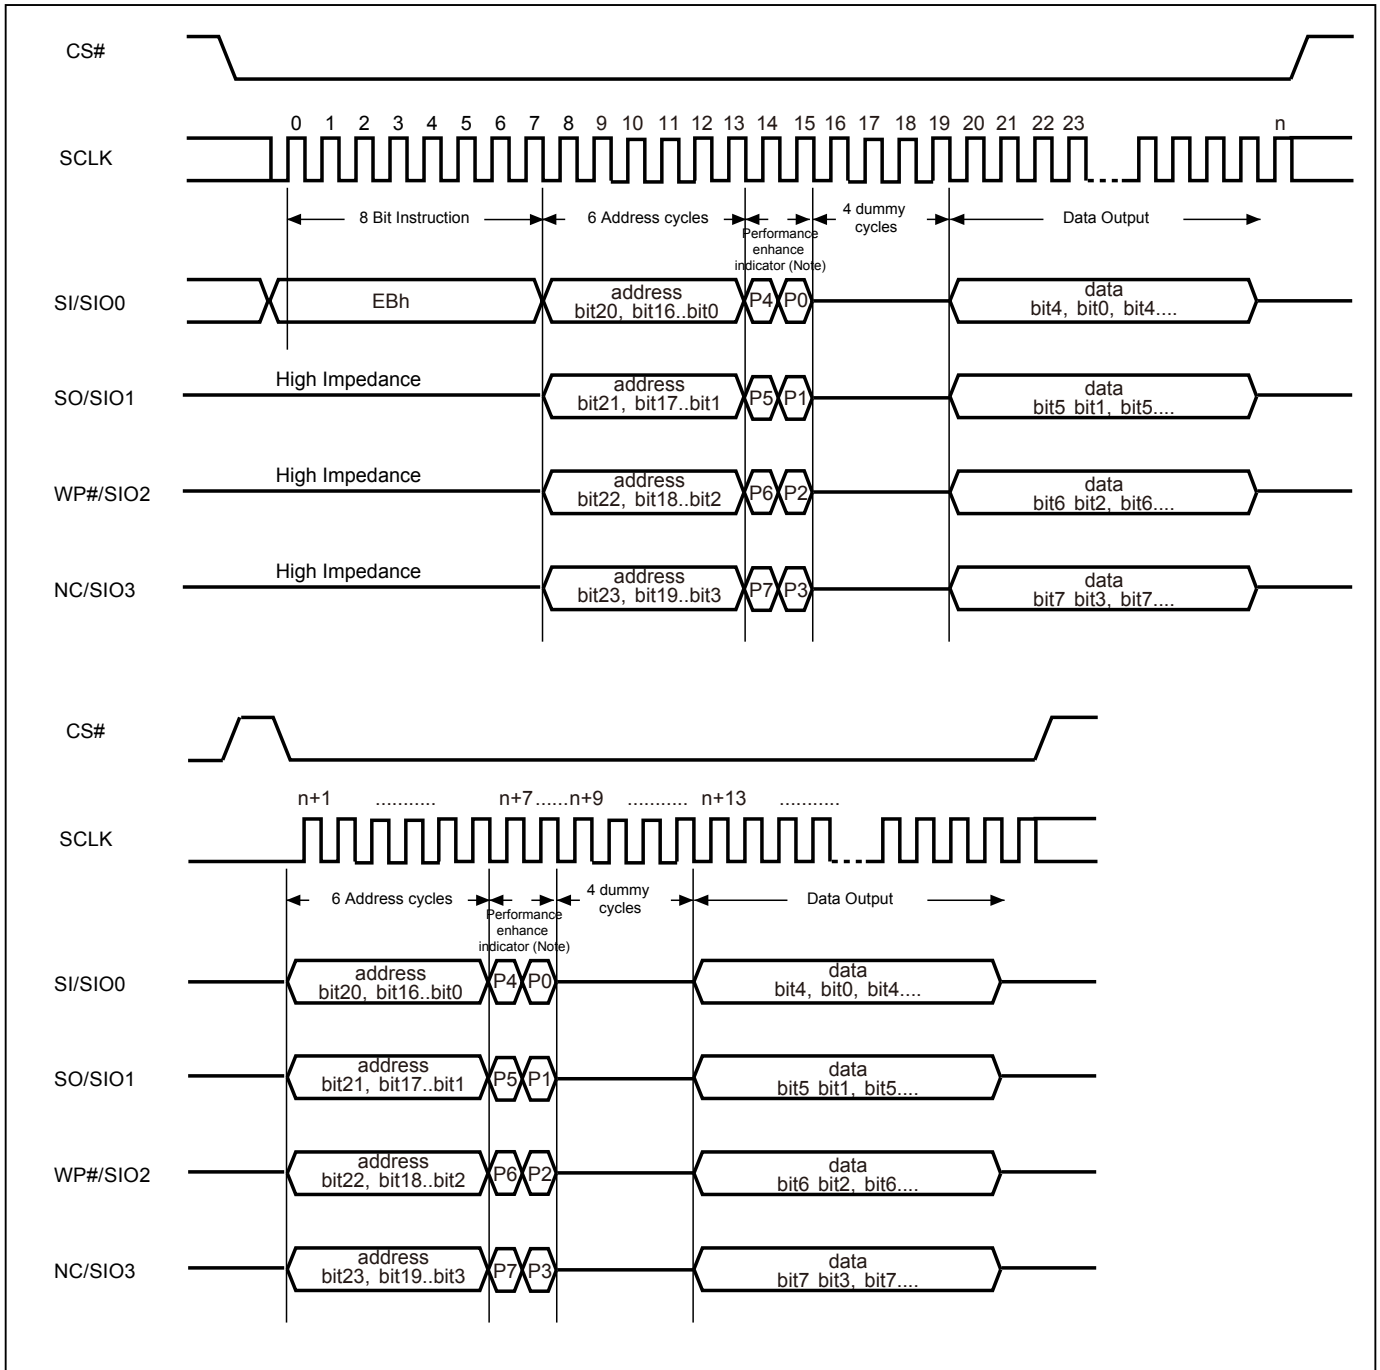 CS#
0 1 2 3 4 5 6 7 8 9 10 11 12 13 14 15 16 17 18 19 20 21 22 23 n
SCLK
8 Bit Instruction 6 Address cycles 4 dummy cycles Data Output
Performance enhance indicator (Note)
SI/SIO0 EBh address bit20, bit16..bit0 P4 P0 data bit4, bit0, bit4....
High Impedance
SO/SIO1 address bit21, bit17..bit1 P5 P1 data bit5 bit1, bit5....
High Impedance
WP#/SIO2 address bit22, bit18..bit2 P6 P2 data bit6 bit2, bit6....
High Impedance
NC/SIO3 address bit23, bit19..bit3 P7 P3 data bit7 bit3, bit7....
CS#
n+1 ........... n+7......n+9 ........... n+13 ...........
SCLK
6 Address cycles 4 dummy cycles Data Output
Performance enhance indicator (Note)
SI/SIO0 address bit20, bit16..bit0 P4 P0 data bit4, bit0, bit4....
SO/SIO1 address bit21, bit17..bit1 P5 P1 data bit5 bit1, bit5....
WP#/SIO2 address bit22, bit18..bit2 P6 P2 data bit6 bit2, bit6....
NC/SIO3 address bit23, bit19..bit3 P7 P3 data bit7 bit3, bit7....